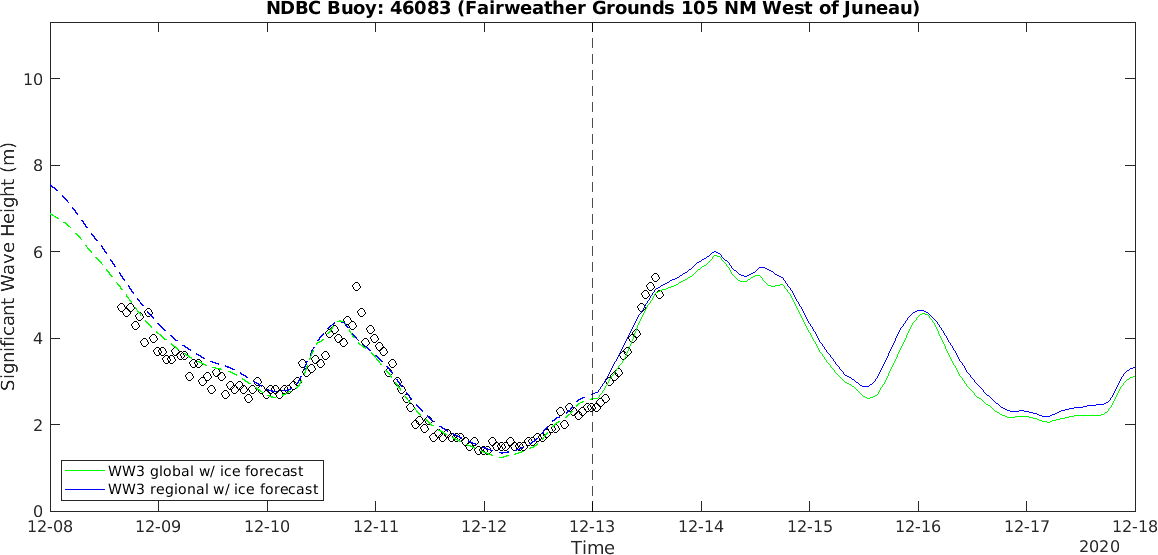 NDBC Buoy: 46083 (Fairweather Grounds 105 NM West of Juneau)
Significant Wave Height (m)
10
8
6
4
2
0
WW3 global w/ ice forecast
WW3 regional w/ ice forecast
12-08 12-09 12-10 12-11 12-12 12-13 12-14 12-15 12-16 12-17 12-18
Time
2020